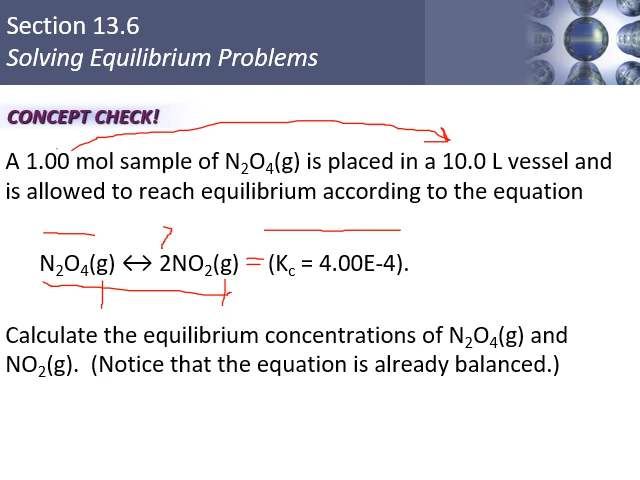 Section 13.6
Solving Equilibrium Problems
CONCEPT CHECK!
A 1.00 mol sample of N₂O₄(g) is placed in a 10.0 L vessel and
is allowed to reach equilibrium according to the equation
N₂O₄(g) ↔ 2NO₂(g) = (Kc = 4.00E-4).
Calculate the equilibrium concentrations of N₂O₄(g) and
NO₂(g). (Notice that the equation is already balanced.)